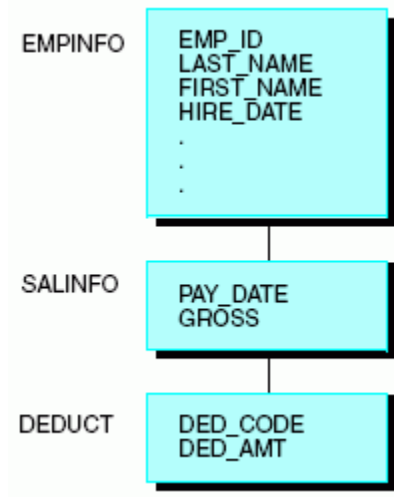 EMPINFO
EMP_ID
LAST_NAME
FIRST_NAME
HIRE_DATE
.
.
.
SALINFO
PAY_DATE
GROSS
DEDUCT
DED_CODE
DED_AMT